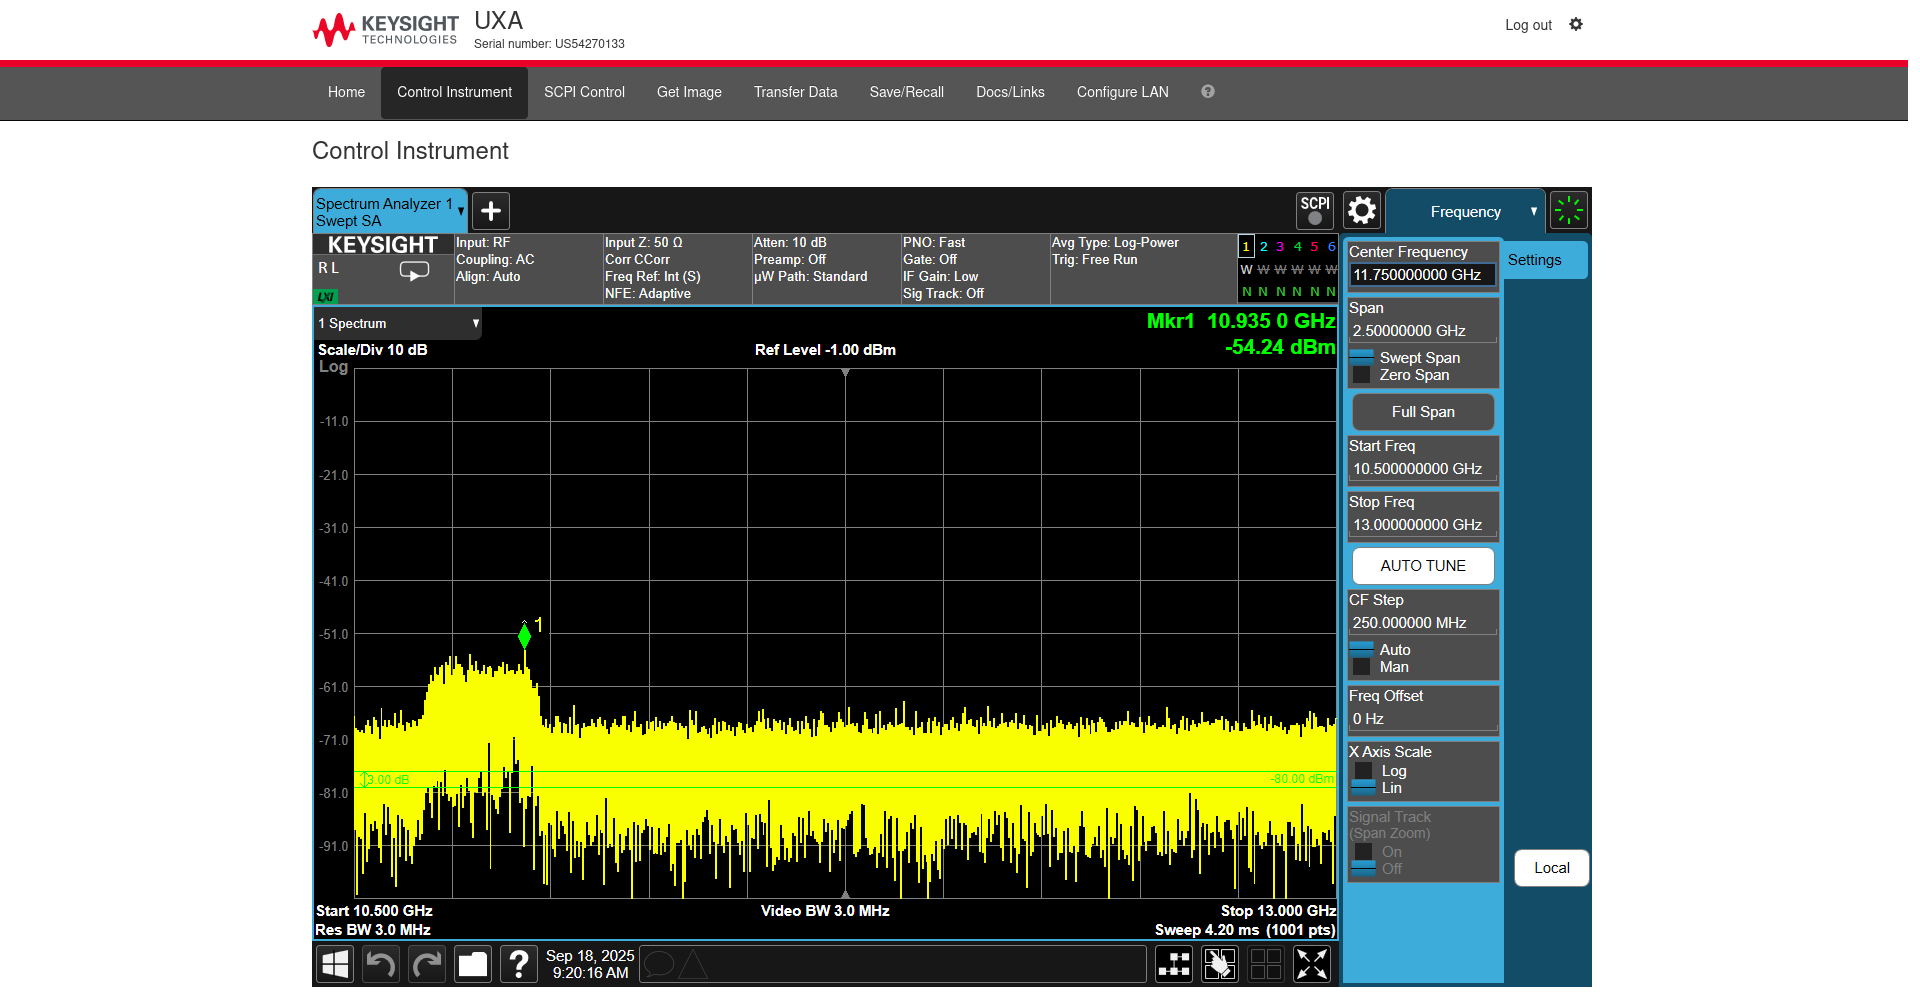 KEYSIGHT
TECHNOLOGIES
UXA
Serial number: US54270133
Log out
Home
Control Instrument
SCPI Control
Get Image
Transfer Data
Save/Recall
Docs/Links
Configure LAN
?
Control Instrument
Spectrum Analyzer 1
Swept SA
SCPI
Frequency
KEYSIGHT
R L
LXI
Input: RF
Coupling: AC
Align: Auto
Input Z: 50 Ω
Corr CCorr
Freq Ref: Int (S)
NFE: Adaptive
Atten: 10 dB
Preamp: Off
µW Path: Standard
PNO: Fast
Gate: Off
IF Gain: Low
Sig Track: Off
Avg Type: Log-Power
Trig: Free Run
1 2 3 4 5 6
W W W W W W
N N N N N N
1 Spectrum
Scale/Div 10 dB
Log
Ref Level -1.00 dBm
Mkr1 10.935 0 GHz
-54.24 dBm
-11.0
-21.0
-31.0
-41.0
-51.0
-61.0
-71.0
-81.0
-91.0
1
3.00 dB
-80.00 dBm
Start 10.500 GHz
Res BW 3.0 MHz
Video BW 3.0 MHz
Stop 13.000 GHz
Sweep 4.20 ms (1001 pts)
Center Frequency
11.750000000 GHz
Span
2.50000000 GHz
Swept Span
Zero Span
Full Span
Start Freq
10.500000000 GHz
Stop Freq
13.000000000 GHz
AUTO TUNE
CF Step
250.000000 MHz
Auto
Man
Freq Offset
0 Hz
X Axis Scale
Log
Lin
Signal Track
(Span Zoom)
On
Off
Settings
Local
?
Sep 18, 2025
9:20:16 AM